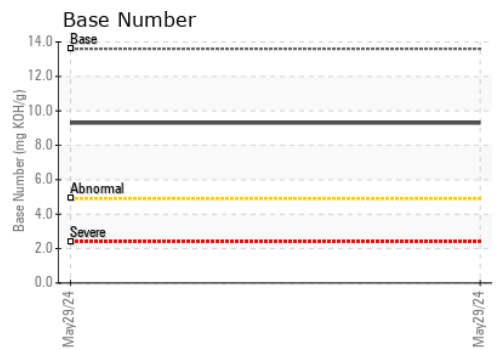 Base Number
14.0
Base
12.0
10.0
8.0
6.0
Abnormal
4.0
Severe
2.0
0.0
Base Number (mg KOH/g)
May29/24
May29/24